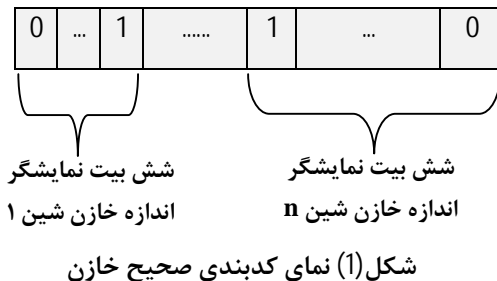 0 ... 1 ...... 1 ... 0
شش بیت نمایشگر
اندازه خازن شین ۱
شش بیت نمایشگر
اندازه خازن شین n
شکل(1) نمای کدبندی صحیح خازن